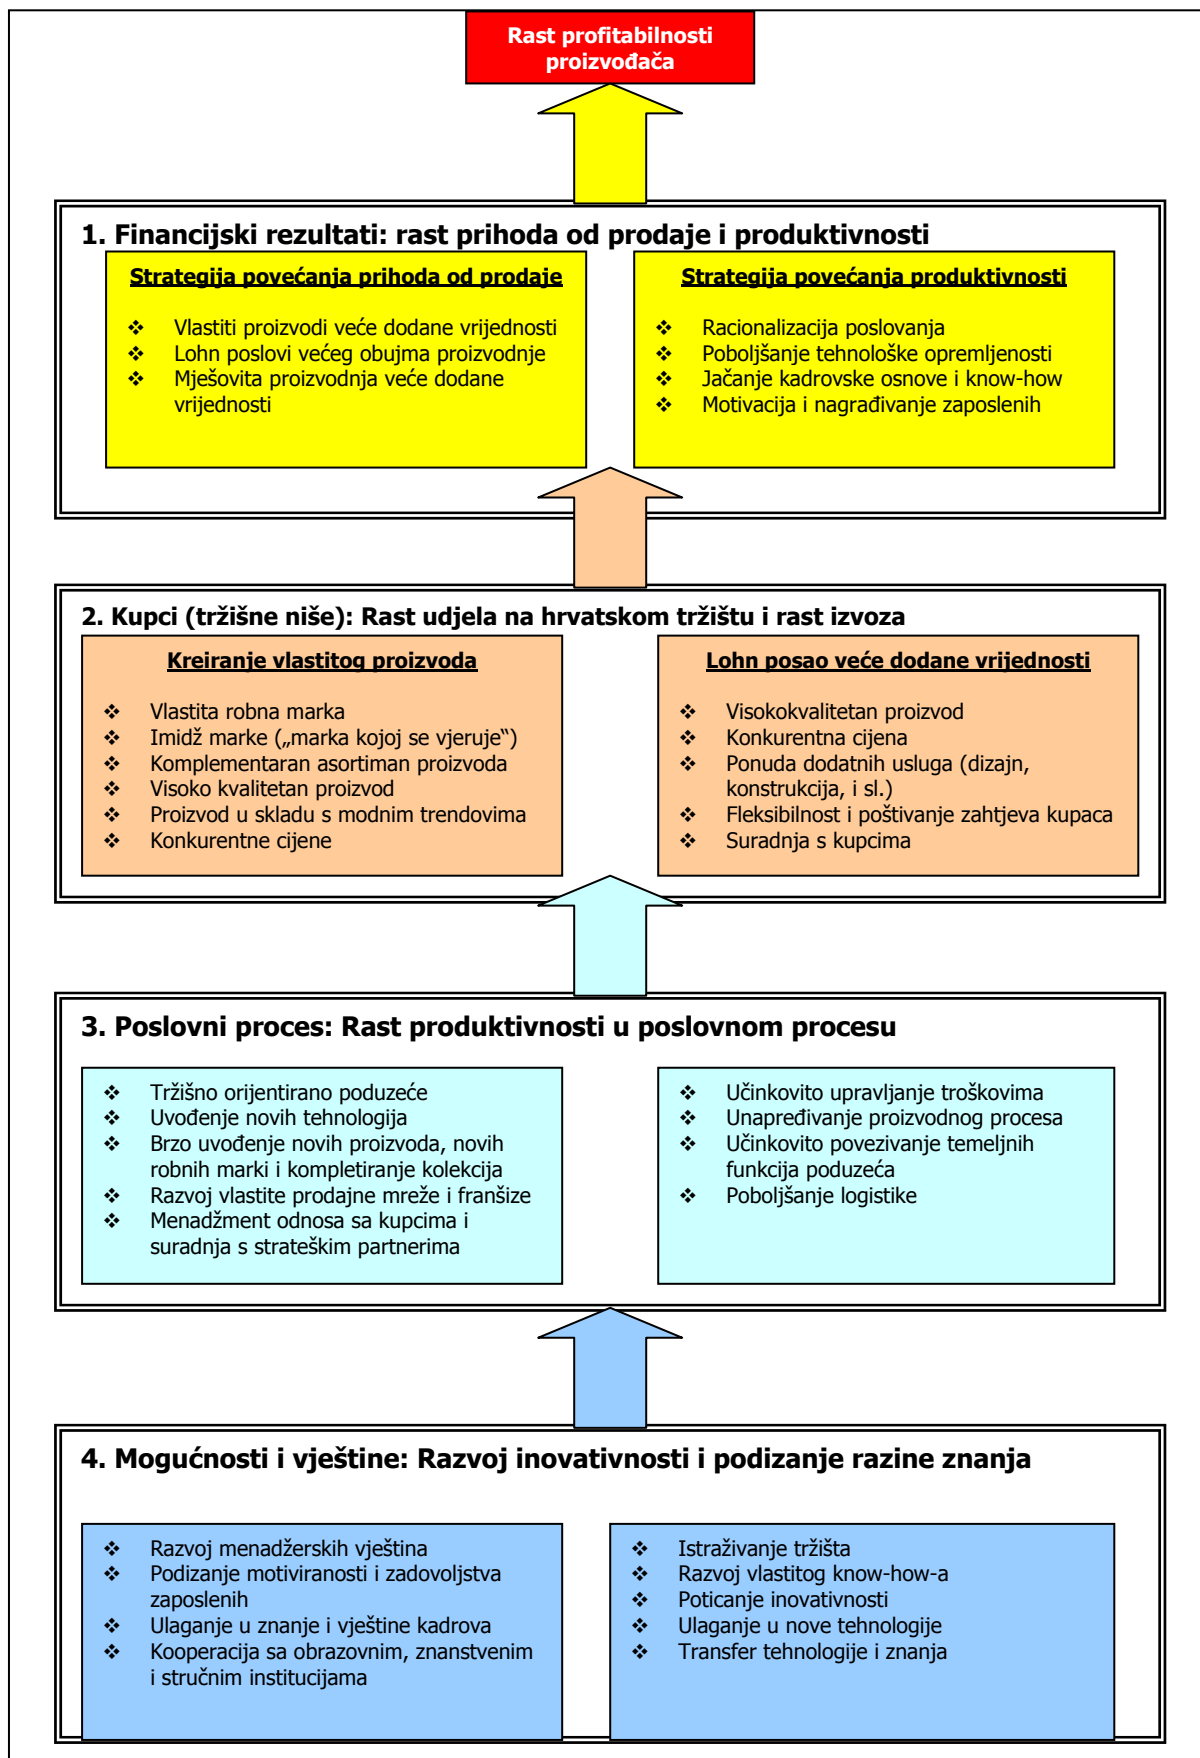 Rast profitabilnosti
proizvođača
1. Financijski rezultati: rast prihoda od prodaje i produktivnosti
Strategija povećanja prihoda od prodaje
❖ Vlastiti proizvodi veće dodane vrijednosti
❖ Lohn poslovi većeg obujma proizvodnje
❖ Mješovita proizvodnja veće dodane
vrijednosti
Strategija povećanja produktivnosti
❖ Racionalizacija poslovanja
❖ Poboljšanje tehnološke opremljenosti
❖ Jačanje kadrovske osnove i know-how
❖ Motivacija i nagrađivanje zaposlenih
2. Kupci (tržišne niše): Rast udjela na hrvatskom tržištu i rast izvoza
Kreiranje vlastitog proizvoda
❖ Vlastita robna marka
❖ Imidž marke („marka kojoj se vjeruje“)
❖ Komplementaran asortiman proizvoda
❖ Visoko kvalitetan proizvod
❖ Proizvod u skladu s modnim trendovima
❖ Konkurentne cijene
Lohn posao veće dodane vrijednosti
❖ Visokokvalitetan proizvod
❖ Konkurentna cijena
❖ Ponuda dodatnih usluga (dizajn,
konstrukcija, i sl.)
❖ Fleksibilnost i poštivanje zahtjeva kupaca
❖ Suradnja s kupcima
3. Poslovni proces: Rast produktivnosti u poslovnom procesu
❖ Tržišno orijentirano poduzeće
❖ Uvođenje novih tehnologija
❖ Brzo uvođenje novih proizvoda, novih
robnih marki i kompletiranje kolekcija
❖ Razvoj vlastite prodajne mreže i franšize
❖ Menadžment odnosa sa kupcima i
suradnja s strateškim partnerima
❖ Učinkovito upravljanje troškovima
❖ Unapređivanje proizvodnog procesa
❖ Učinkovito povezivanje temeljnih
funkcija poduzeća
❖ Poboljšanje logistike
4. Mogućnosti i vještine: Razvoj inovativnosti i podizanje razine znanja
❖ Razvoj menadžerskih vještina
❖ Podizanje motiviranosti i zadovoljstva
zaposlenih
❖ Ulaganje u znanje i vještine kadrova
❖ Kooperacija sa obrazovnim, znanstvenim
i stručnim institucijama
❖ Istraživanje tržišta
❖ Razvoj vlastitog know-how-a
❖ Poticanje inovativnosti
❖ Ulaganje u nove tehnologije
❖ Transfer tehnologije i znanja